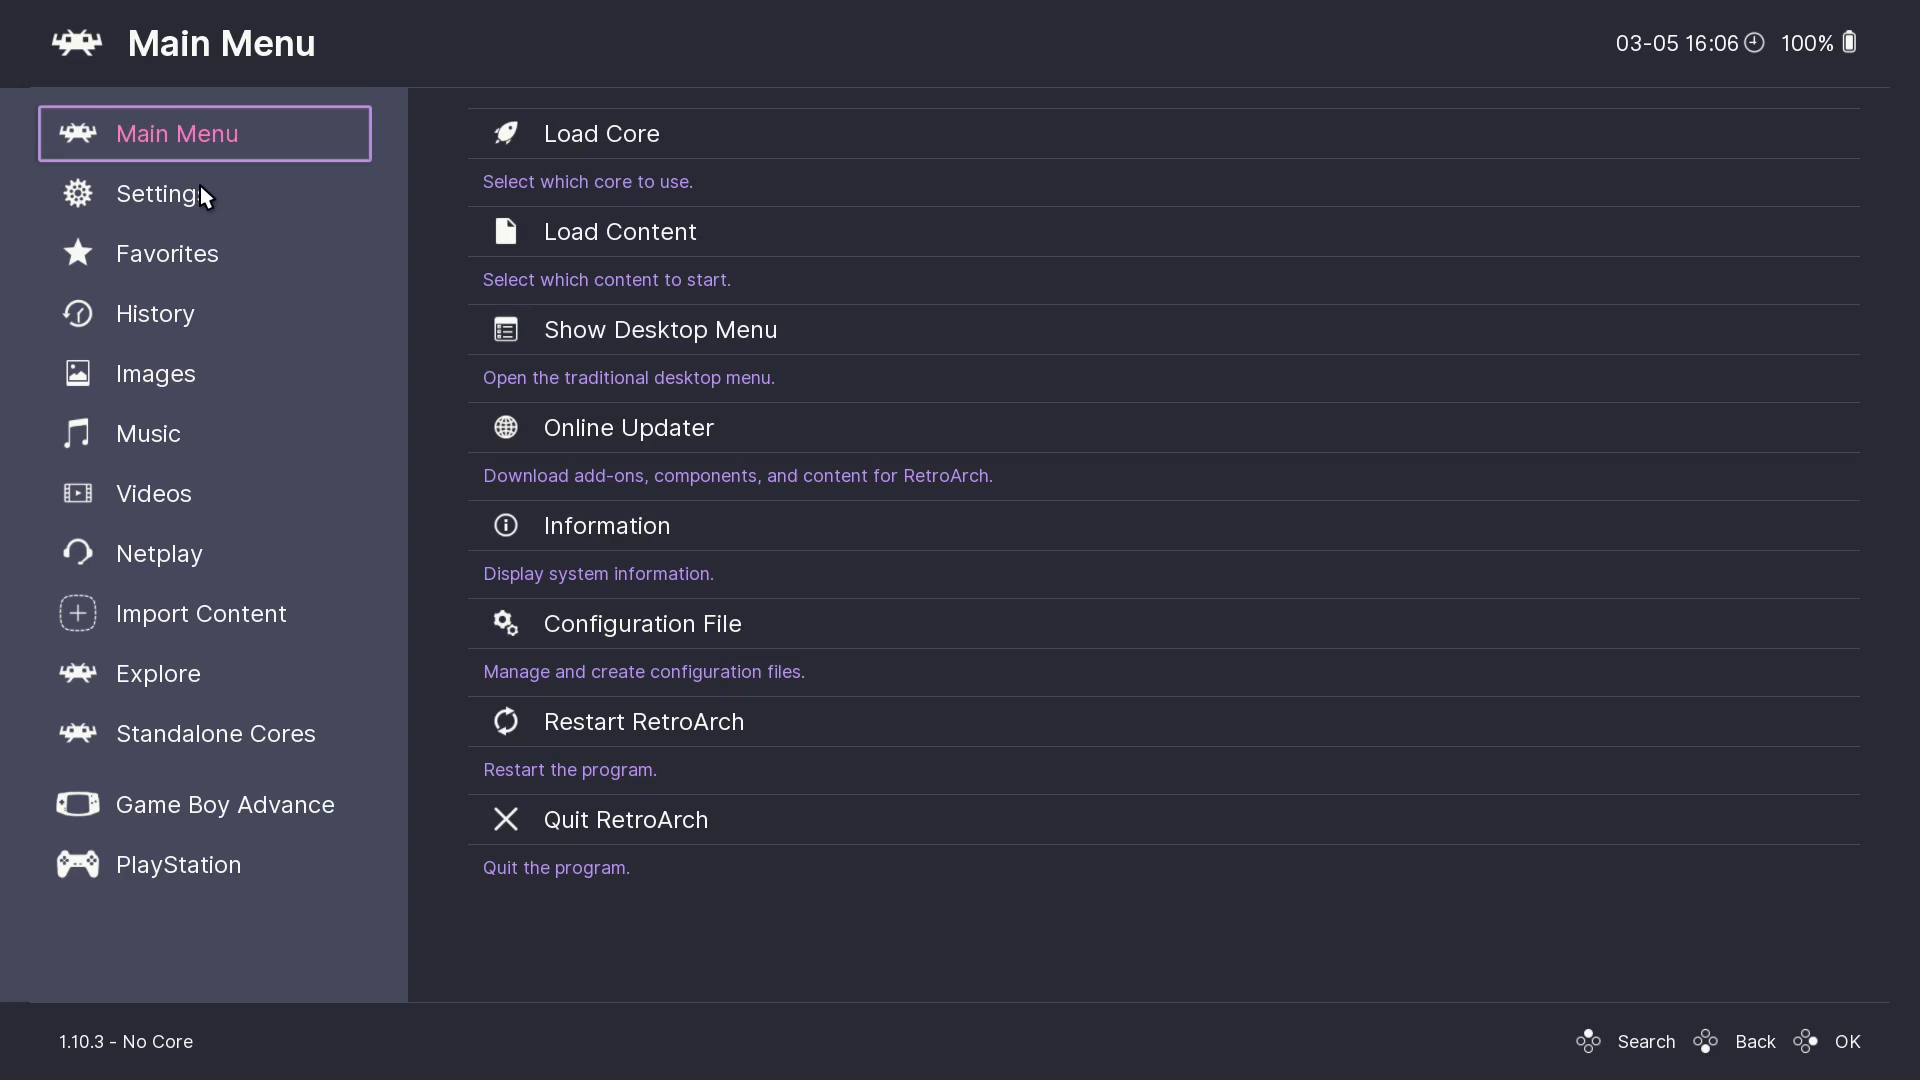 Main Menu
03-05 16:06 100%
Main Menu
Settings
Favorites
History
Images
Music
Videos
Netplay
Import Content
Explore
Standalone Cores
Game Boy Advance
PlayStation
Load Core
Select which core to use.
Load Content
Select which content to start.
Show Desktop Menu
Open the traditional desktop menu.
Online Updater
Download add-ons, components, and content for RetroArch.
Information
Display system information.
Configuration File
Manage and create configuration files.
Restart RetroArch
Restart the program.
Quit RetroArch
Quit the program.
1.10.3 - No Core
Search Back OK